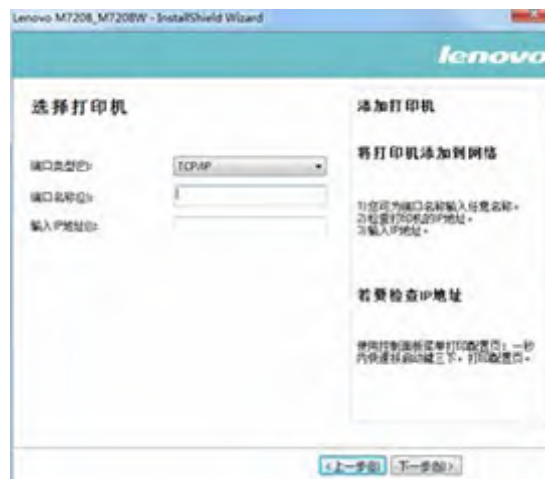 Lenovo M7208_M7208W - InstallShield Wizard
lenovo
选择打印机
端口类型(P):
TCP/IP
端口名称(Q):
输入IP地址(I):
添加打印机
将打印机添加到网络
1)您可为端口名称输入任意名称。
2)检查打印机的IP地址。
3)输入IP地址。
若要检查IP地址
使用控制面板菜单打印配置页：一秒
内快速按启动键三下，打印配置页。
<上一步(B)
下一步(N)>